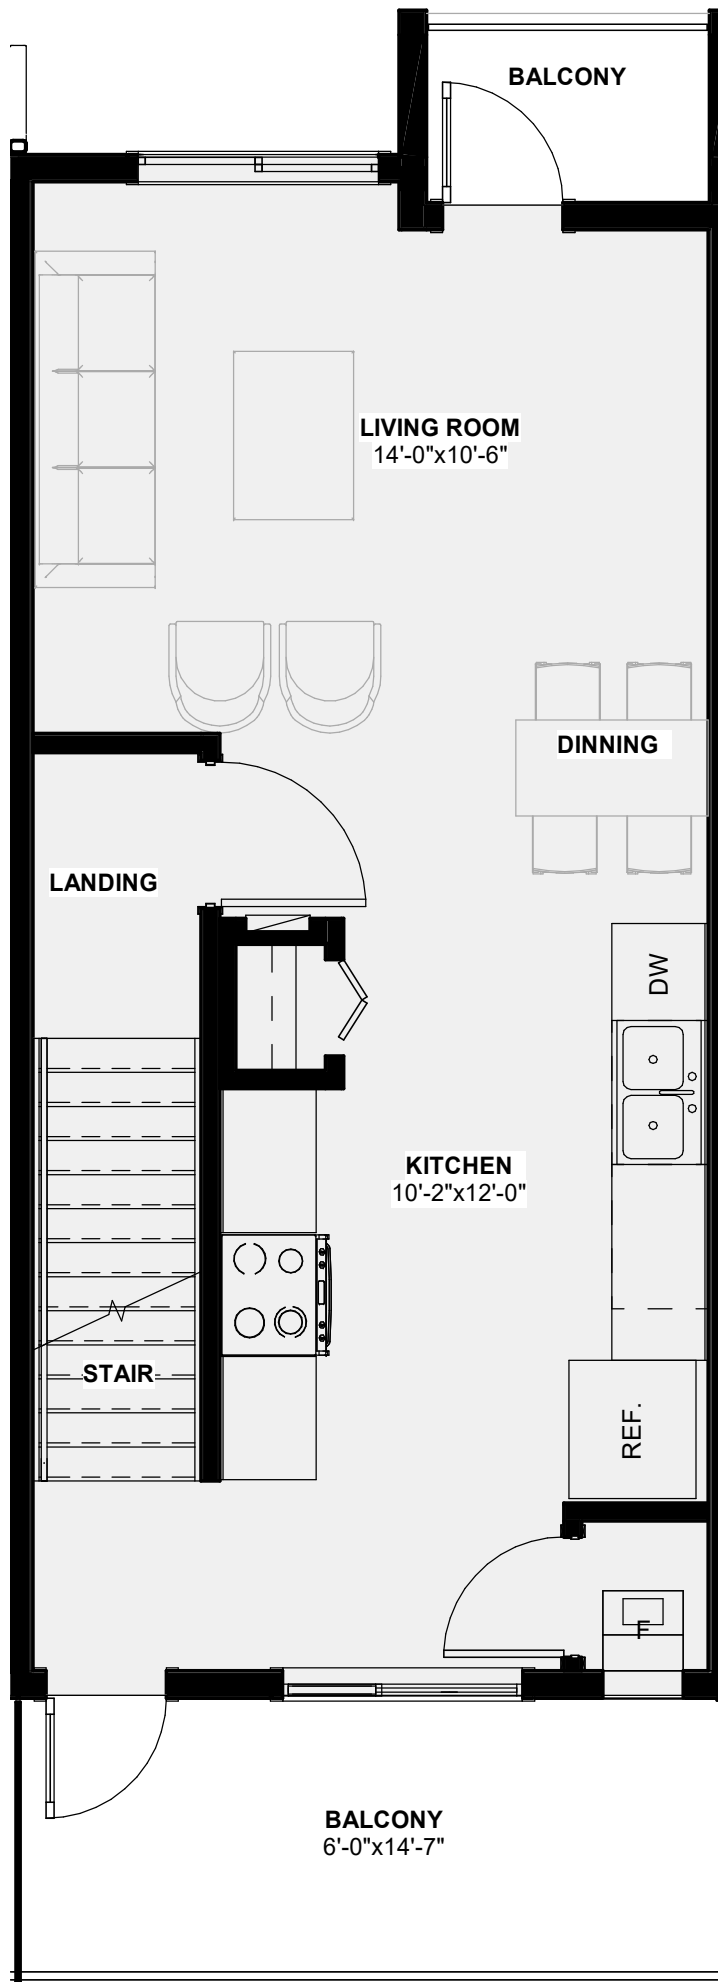 BALCONY
LIVING ROOM
14'-0"x10'-6"
DINNING
LANDING
DW
KITCHEN
10'-2"x12'-0"
STAIR
REF.
F
BALCONY
6'-0"x14'-7"